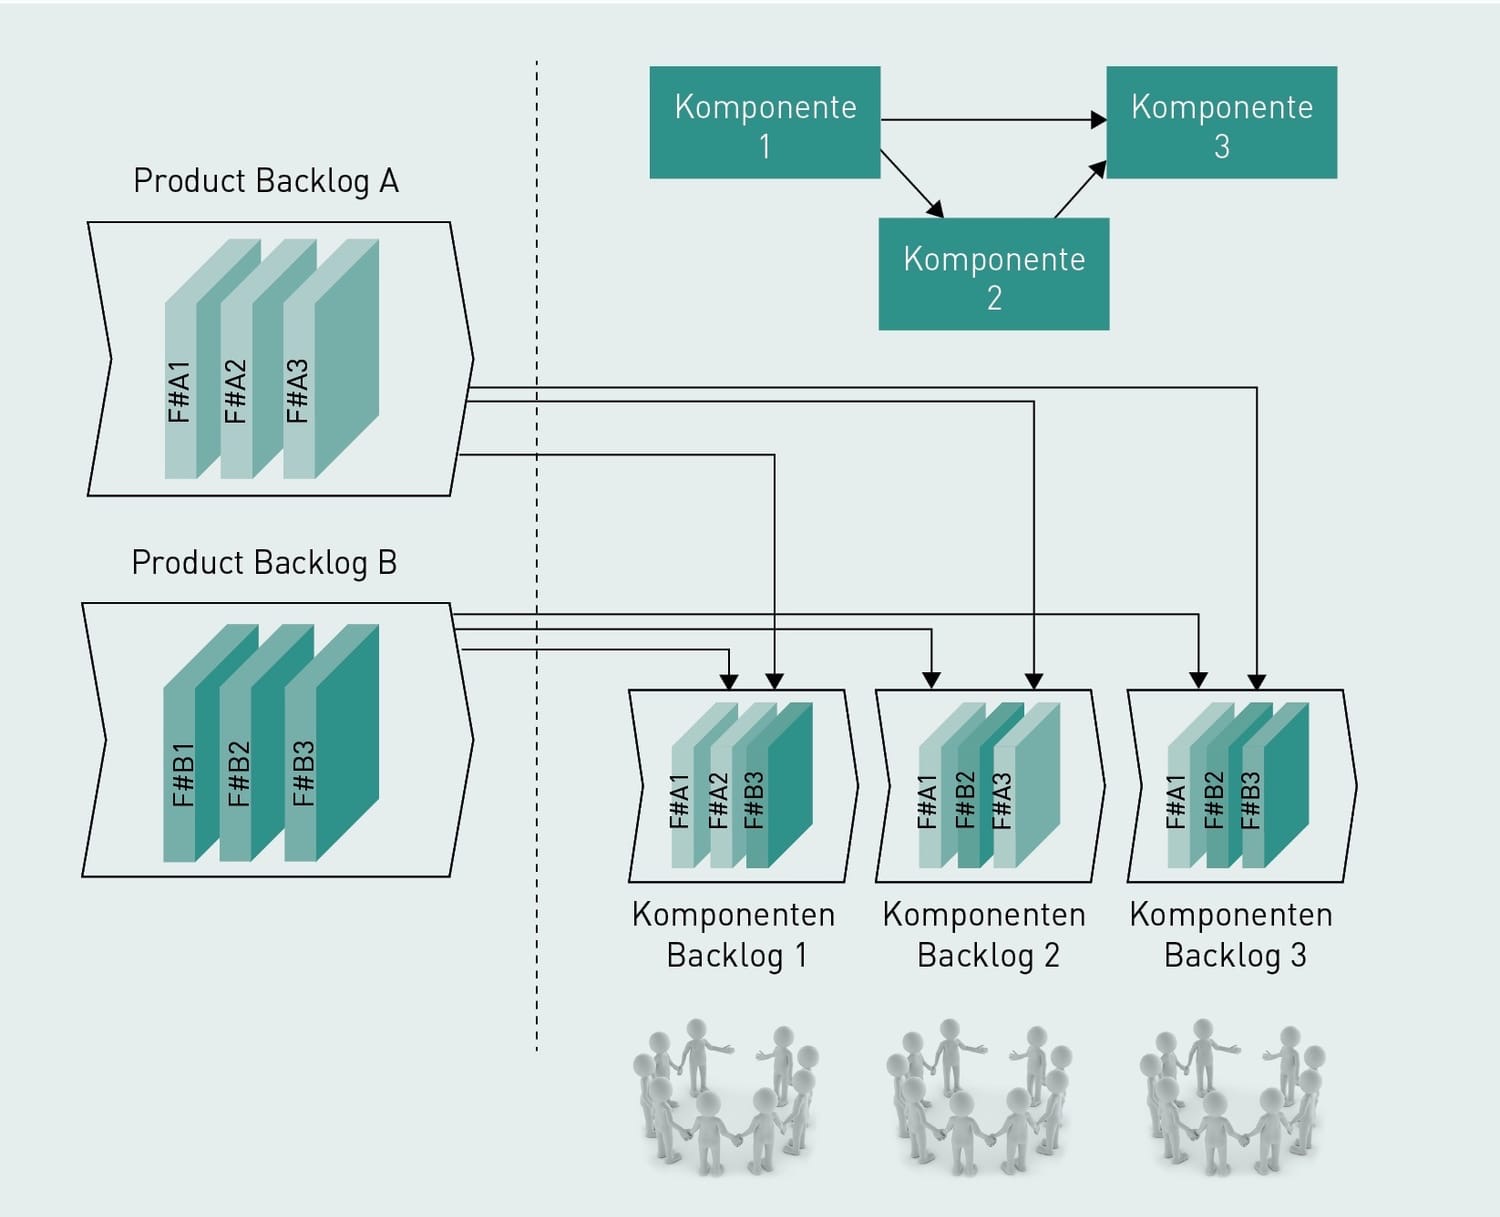 Komponente
1
Komponente
3
Komponente
2
Product Backlog A
F#A1
F#A2
F#A3
Product Backlog B
F#B1
F#B2
F#B3
F#A1
F#A2
F#B3
Komponenten
Backlog 1
F#A1
F#B2
F#A3
Komponenten
Backlog 2
F#A1
F#B2
F#B3
Komponenten
Backlog 3